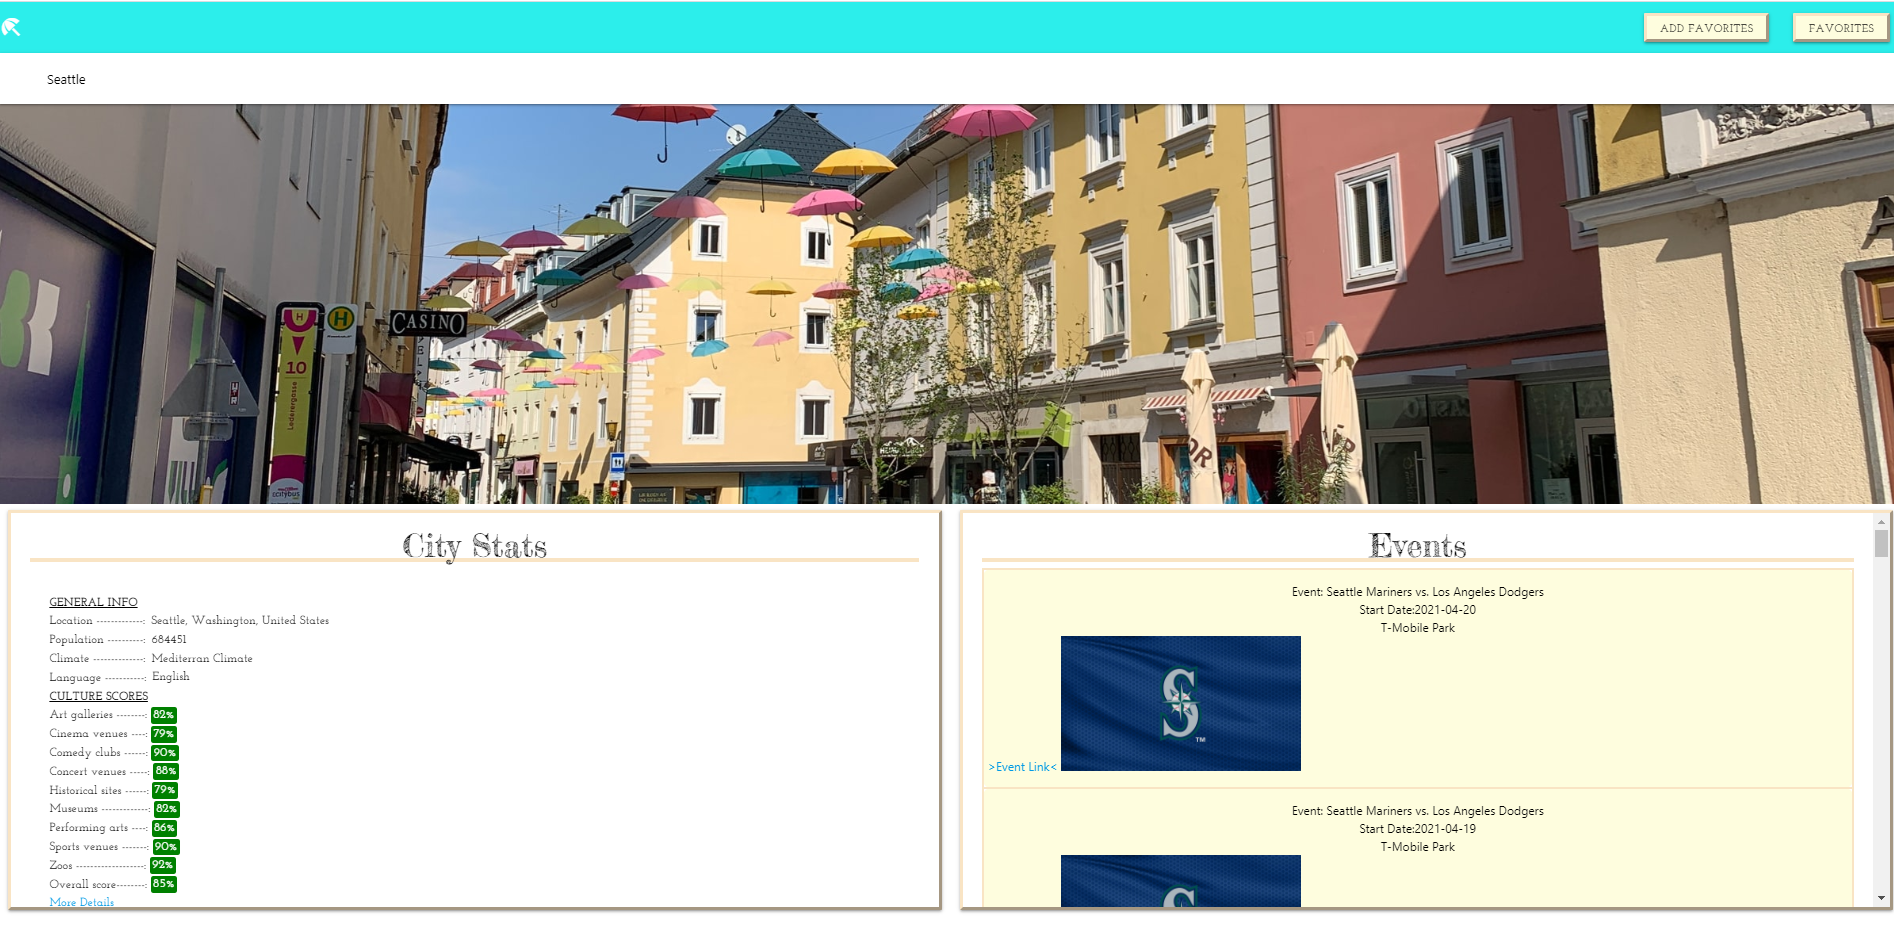 ADD FAVORITES
FAVORITES
Seattle
CASINO
H
H
10
Lederergasse
citybus
City Stats
GENERAL INFO
Location -------------: Seattle, Washington, United States
Population ----------: 684451
Climate --------------: Mediterran Climate
Language -----------: English
CULTURE SCORES
Art galleries --------: 82%
Cinema venues ----: 79%
Comedy clubs ------: 90%
Concert venues -----: 88%
Historical sites ------: 79%
Museums -------------: 82%
Performing arts ----: 86%
Sports venues -------: 90%
Zoos -------------------: 92%
Overall score--------: 85%
More Details
Events
Event: Seattle Mariners vs. Los Angeles Dodgers
Start Date:2021-04-20
T-Mobile Park
S
TM
>Event Link<
Event: Seattle Mariners vs. Los Angeles Dodgers
Start Date:2021-04-19
T-Mobile Park